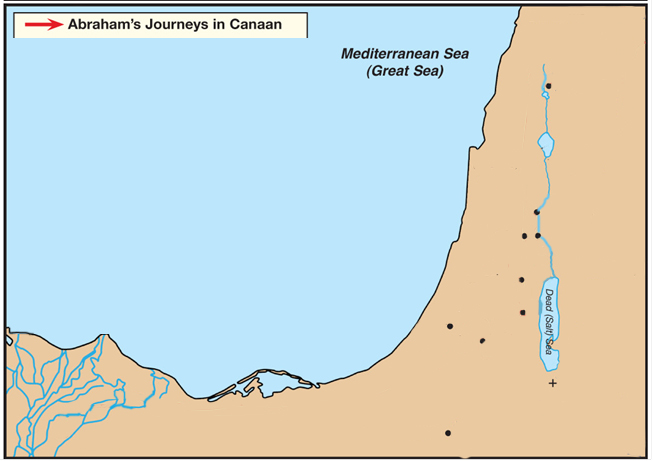 Abraham's Journeys in Canaan
Mediterranean Sea
(Great Sea)
Dead (Salt) Sea